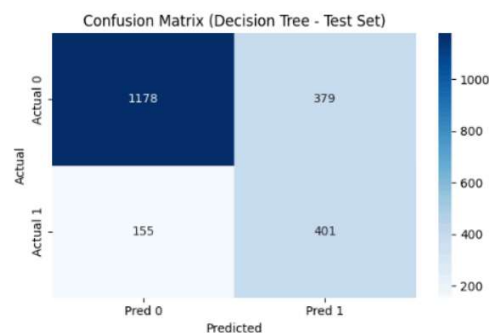 Confusion Matrix (Decision Tree - Test Set)
Actual
Actual 0
1178
379
Actual 1
155
401
Pred 0
Pred 1
Predicted
1000
800
600
400
200